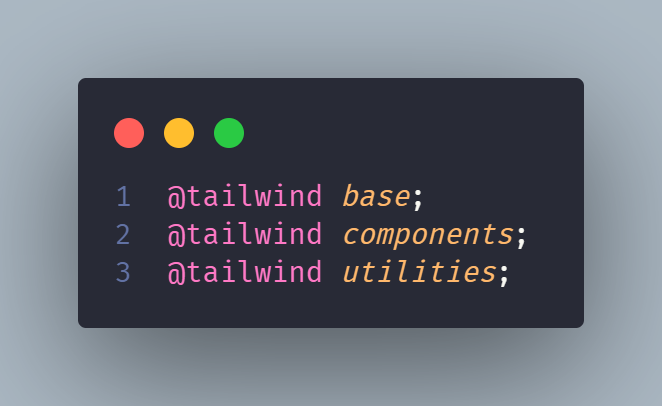 1 @tailwind base;
2 @tailwind components;
3 @tailwind utilities;